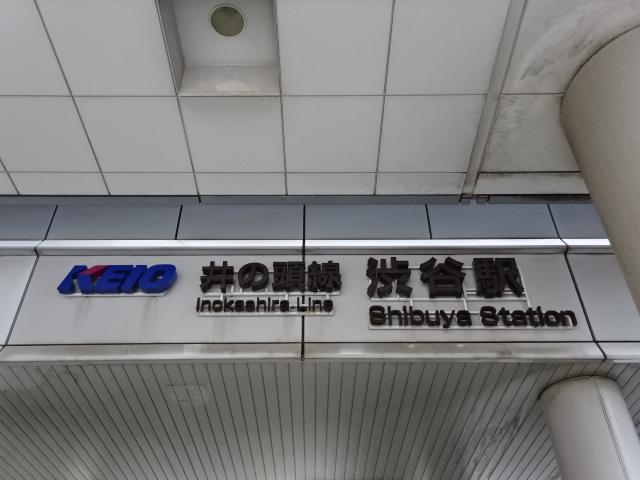 KEIO 井の頭線 渋谷駅
Inokashira Line Shibuya Station